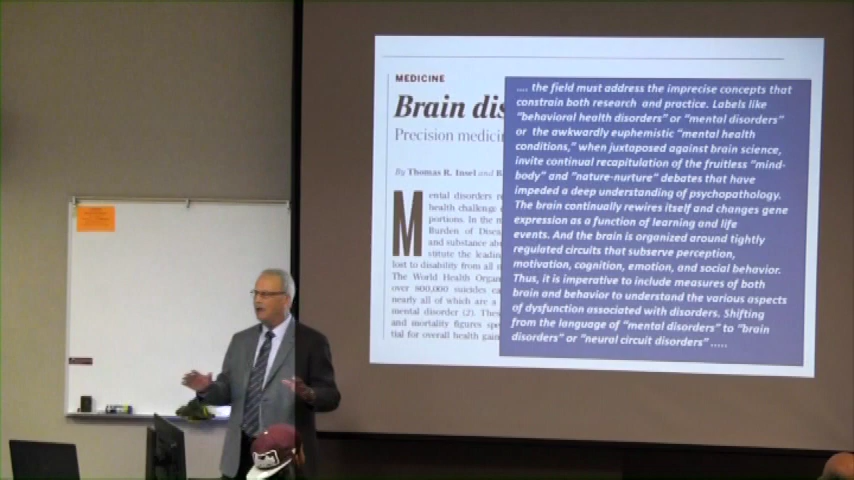 MEDICINE
Brain dis
Precision medici
By Thomas R. Insel and
Mental disorders
health challenge
portions. In the
Burden of Dise
and substance ab
stitute the leadin
lost to disability from all
The World Health Organ
over 800,000 suicides
nearly all of which are a
mental disorder (2). Thes
and mortality figures spe
tial for overall health gain
.... the field must address the imprecise concepts that
constrain both research and practice. Labels like
"behavioral health disorders" or "mental disorders"
or the awkwardly euphemistic "mental health
conditions," when juxtaposed against brain science,
invite continual recapitulation of the fruitless "mind-
body" and "nature-nurture" debates that have
impeded a deep understanding of psychopathology.
The brain continually rewires itself and changes gene
expression as a function of learning and life
events. And the brain is organized around tightly
regulated circuits that subserve perception,
motivation, cognition, emotion, and social behavior.
Thus, it is imperative to include measures of both
brain and behavior to understand the various aspects
of dysfunction associated with disorders. Shifting
from the language of "mental disorders" to "brain
disorders" or "neural circuit disorders" .....